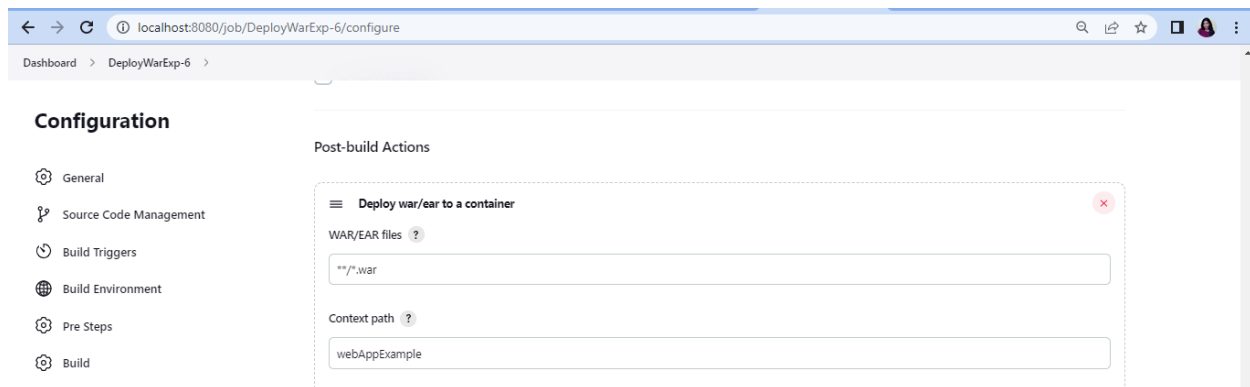 localhost:8080/job/DeployWarExp-6/configure
Dashboard > DeployWarExp-6 >
Configuration
General
Source Code Management
Build Triggers
Build Environment
Pre Steps
Build
Post-build Actions
Deploy war/ear to a container
WAR/EAR files ?
**/*.war
Context path ?
webAppExample